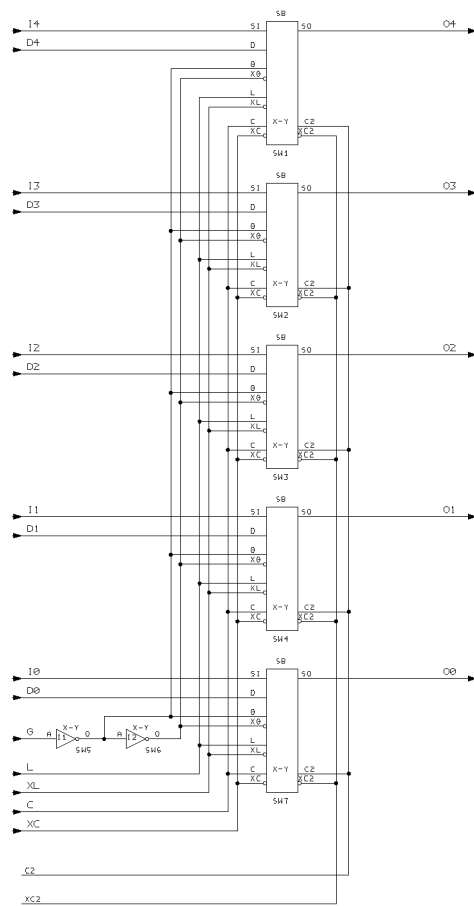 SB
I4 SI SO O4
D4 D
0
X0
L
XL
C X-Y C2
XC XC2
SW1
SB
I3 SI SO O3
D3 D
0
X0
L
XL
C X-Y C2
XC XC2
SW2
SB
I2 SI SO O2
D2 D
0
X0
L
XL
C X-Y C2
XC XC2
SW3
SB
I1 SI SO O1
D1 D
0
X0
L
XL
C X-Y C2
XC XC2
SW4
SB
I0 SI SO O0
D0 D
0
X0
X-Y X-Y
G A I1 O A I2 O
SW5 SW6
L
XL
L
XL
C X-Y C2
XC XC2
SW7
C
XC
C2
XC2